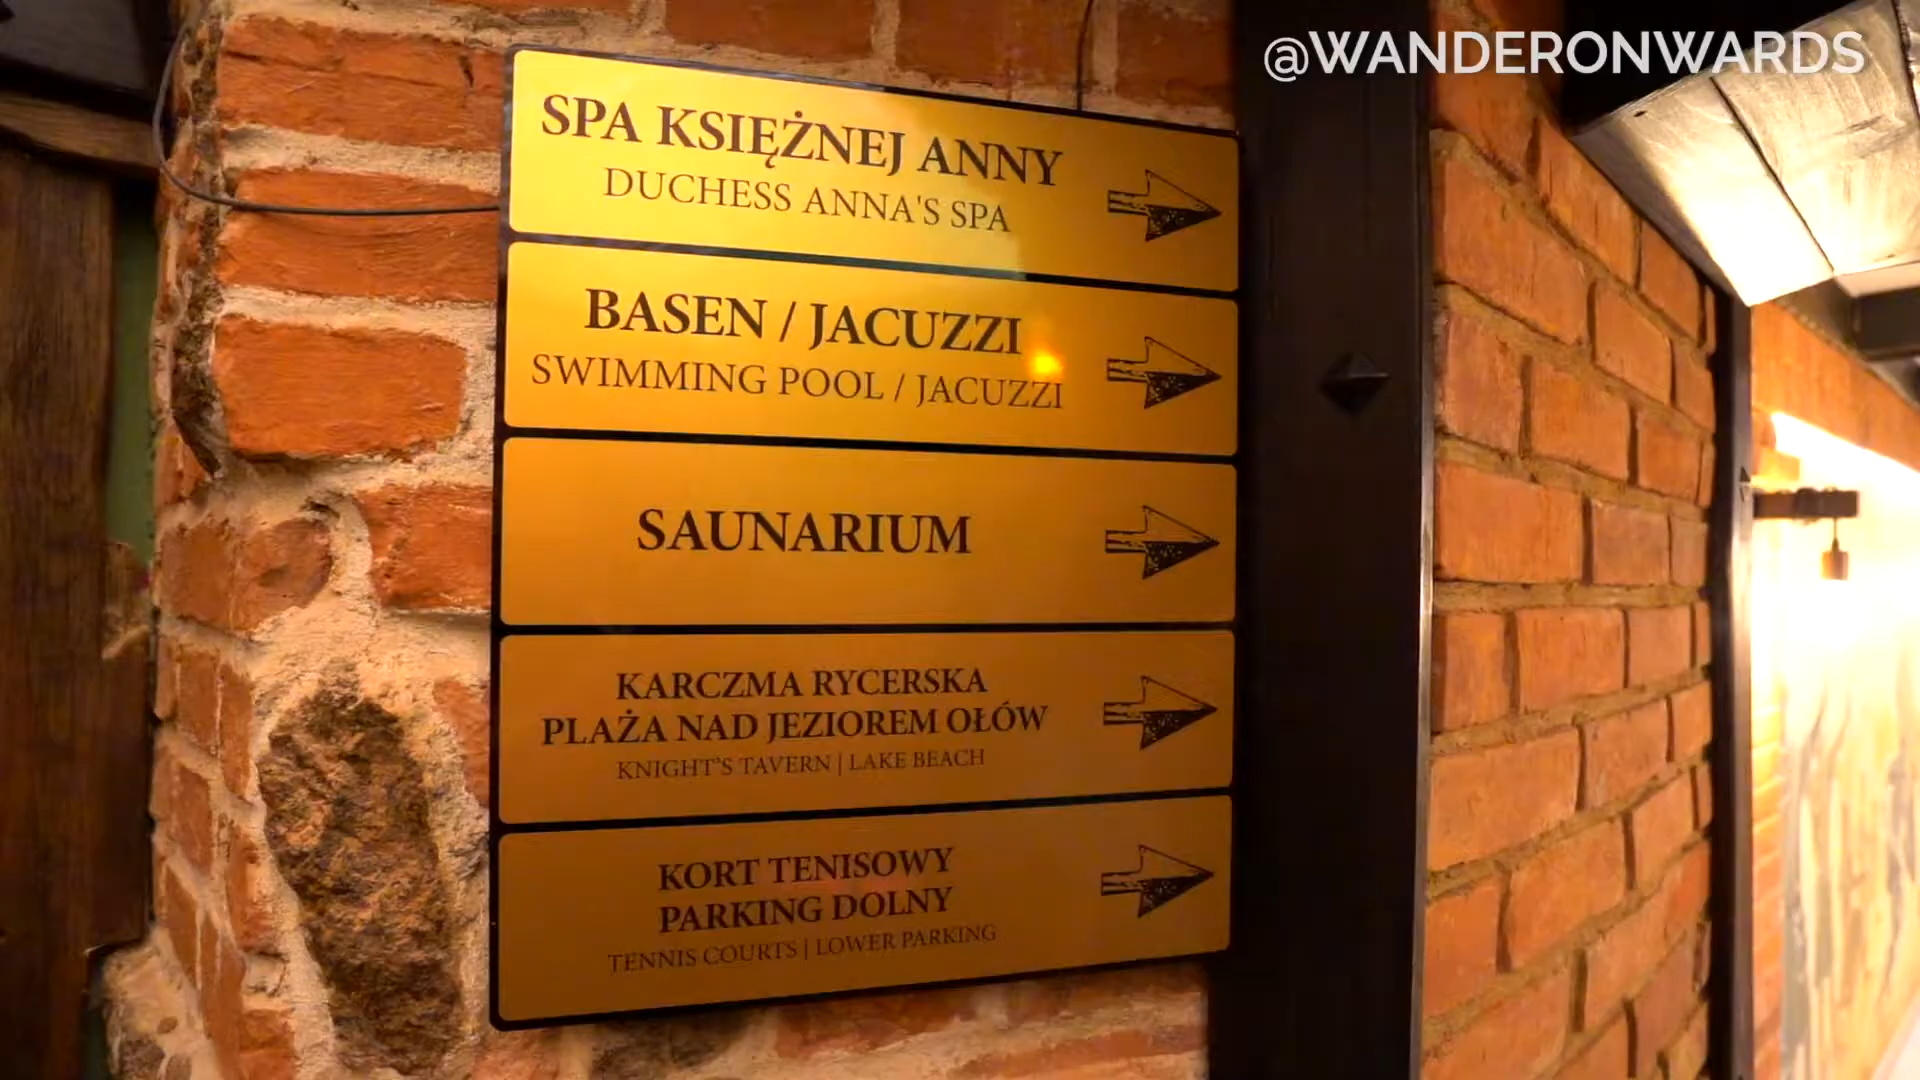 @WANDERONWARDS
SPA KSIĘŻNEJ ANNY
DUCHESS ANNA'S SPA
BASEN / JACUZZI
SWIMMING POOL / JACUZZI
SAUNARIUM
KARCZMA RYCERSKA
PLAŻA NAD JEZIOREM OŁÓW
KNIGHT'S TAVERN | LAKE BEACH
KORT TENISOWY
PARKING DOLNY
TENNIS COURTS | LOWER PARKING